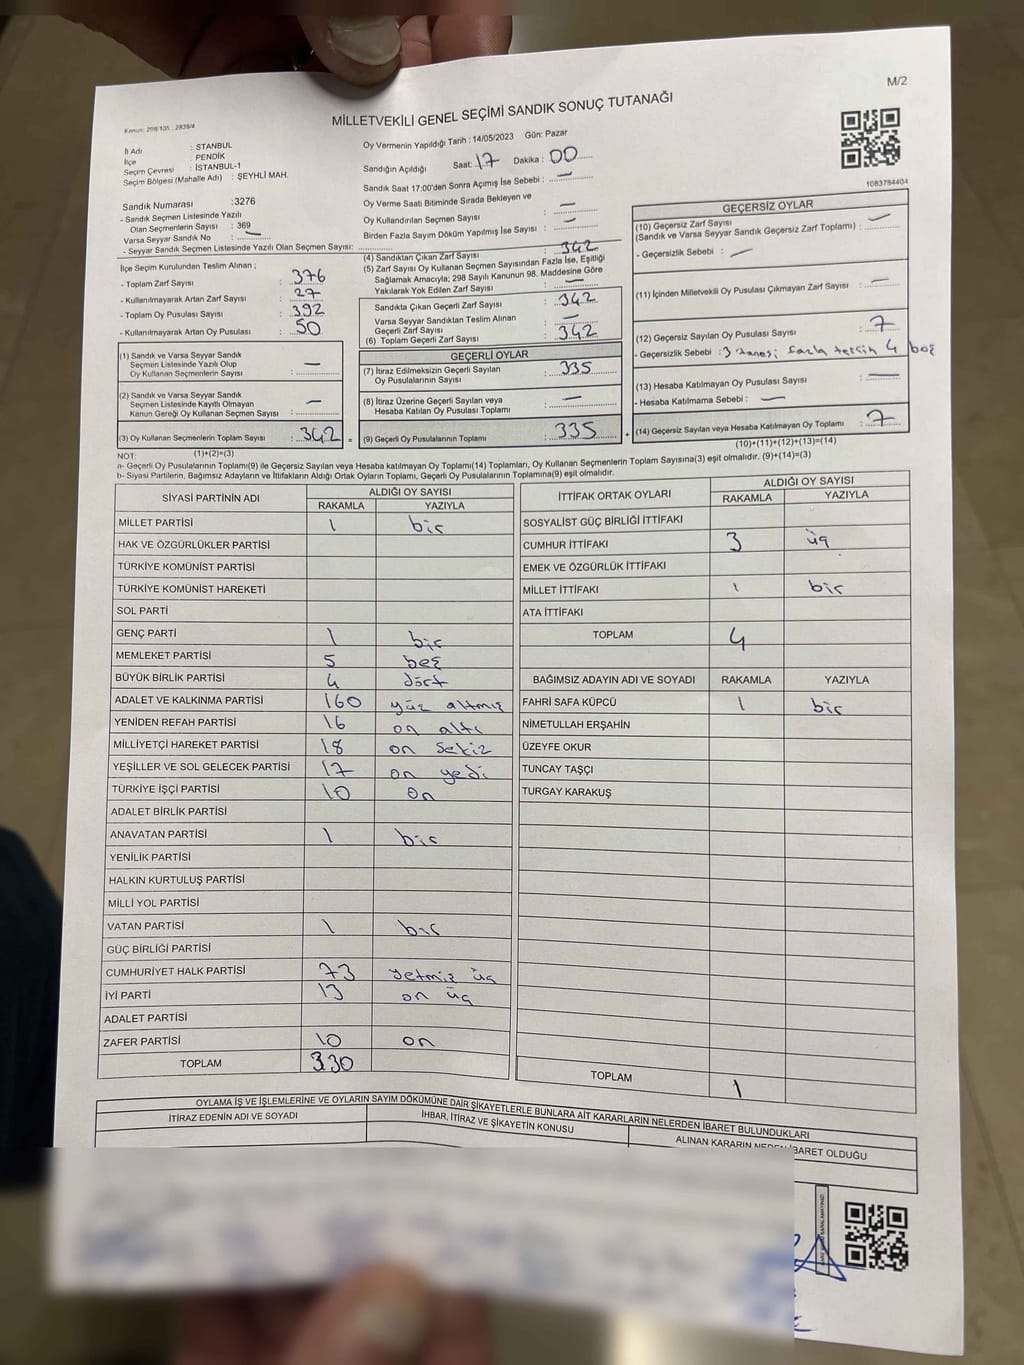 M/2
MİLLETVEKİLİ GENEL SEÇİMİ SANDIK SONUÇ TUTANAĞI
İl Adı : STANBUL
İlçe : PENDİK
Seçim Çevresi : İSTANBUL-1
Seçim Bölgesi (Mahalle Adı) : ŞEYHLİ MAH.
Sandık Numarası :3276
- Sandık Seçmen Listesinde Yazılı
Olan Seçmenlerin Sayısı : 369
Varsa Seyyar Sandık No : —
- Seyyar Sandık Seçmen Listesinde Yazılı Olan Seçmen Sayısı:
Oy Vermenin Yapıldığı Tarih : 14/05/2023 Gün: Pazar
Sandığın Açıldığı Saat: 17 Dakika : 00
Sandık Saat 17:00'den Sonra Açımış İse Sebebi : —
Oy Verme Saati Bitiminde Sırada Bekleyen ve
Oy Kullandırılan Seçmen Sayısı : —
Birden Fazla Sayım Döküm Yapılmış İse Sayısı : —
1083784404
İlçe Seçim Kurulundan Teslim Alınan ;
- Toplam Zarf Sayısı : 376
- Kullanılmayarak Artan Zarf Sayısı : 27
- Toplam Oy Pusulası Sayısı : 392
- Kullanılmayarak Artan Oy Pusulası : 50
(1) Sandık ve Varsa Seyyar Sandık
Seçmen Listesinde Yazılı Olup
Oy Kullanan Seçmenlerin Sayısı : —
(2) Sandık ve Varsa Seyyar Sandık
Seçmen Listesinde Kayıtlı Olmayan
Kanun Gereği Oy Kullanan Seçmen Sayısı : —
(3) Oy Kullanan Seçmenlerin Toplam Sayısı : 342 =
(1)+(2)=(3)
(4) Sandıktan Çıkan Zarf Sayısı : 342
(5) Zarf Sayısı Oy Kullanan Seçmen Sayısından Fazla İse, Eşitliği
Sağlamak Amacıyla; 298 Sayılı Kanunun 98. Maddesine Göre
Yakılarak Yok Edilen Zarf Sayısı : —
Sandıkta Çıkan Geçerli Zarf Sayısı : 342
Varsa Seyyar Sandıktan Teslim Alınan
Geçerli Zarf Sayısı : —
(6) Toplam Geçerli Zarf Sayısı : 342
GEÇERLİ OYLAR
(7) İtiraz Edilmeksizin Geçerli Sayılan
Oy Pusulalarının Sayısı : 335
(8) İtiraz Üzerine Geçerli Sayılan veya
Hesaba Katılan Oy Pusulası Toplamı : —
(9) Geçerli Oy Pusulalarının Toplamı : 335 +
GEÇERSİZ OYLAR
(10) Geçersiz Zarf Sayısı
(Sandık ve Varsa Seyyar Sandık Geçersiz Zarf Toplamı) : —
- Geçersizlik Sebebi : —
(11) İçinden Milletvekili Oy Pusulası Çıkmayan Zarf Sayısı : —
(12) Geçersiz Sayılan Oy Pusulası Sayısı : 7
- Geçersizlik Sebebi : 3 tanesi fazla tercih 4 boş
(13) Hesaba Katılmayan Oy Pusulası Sayısı : —
- Hesaba Katılmama Sebebi : —
(14) Geçersiz Sayılan veya Hesaba Katılmayan Oy Toplamı : 7
(10)+(11)+(12)+(13)=(14)
NOT:
a- Geçerli Oy Pusulalarının Toplamı(9) ile Geçersiz Sayılan veya Hesaba katılmayan Oy Toplamı(14) Toplamları, Oy Kullanan Seçmenlerin Toplam Sayısına(3) eşit olmalıdır. (9)+(14)=(3)
b- Siyasi Partilerin, Bağımsız Adayların ve İttifakların Aldığı Ortak Oyların Toplamı, Geçerli Oy Pusulalarının Toplamına(9) eşit olmalıdır.
SİYASİ PARTİNİN ADI ALDIĞI OY SAYISI
RAKAMLA YAZIYLA
MİLLET PARTİSİ 1 bir
HAK VE ÖZGÜRLÜKLER PARTİSİ
TÜRKİYE KOMÜNİST PARTİSİ
TÜRKİYE KOMÜNİST HAREKETİ
SOL PARTİ
GENÇ PARTİ 1 bir
MEMLEKET PARTİSİ 5 beş
BÜYÜK BİRLİK PARTİSİ 4 dört
ADALET VE KALKINMA PARTİSİ 160 yüz altmış
YENİDEN REFAH PARTİSİ 16 on altı
MİLLİYETÇİ HAREKET PARTİSİ 18 on sekiz
YEŞİLLER VE SOL GELECEK PARTİSİ 17 on yedi
TÜRKİYE İŞÇİ PARTİSİ 10 on
ADALET BİRLİK PARTİSİ
ANAVATAN PARTİSİ 1 bir
YENİLİK PARTİSİ
HALKIN KURTULUŞ PARTİSİ
MİLLİ YOL PARTİSİ
VATAN PARTİSİ 1 bir
GÜÇ BİRLİĞİ PARTİSİ
CUMHURİYET HALK PARTİSİ 73 yetmiş üç
İYİ PARTİ 13 on üç
ADALET PARTİSİ
ZAFER PARTİSİ 10 on
TOPLAM 330
İTTİFAK ORTAK OYLARI ALDIĞI OY SAYISI
RAKAMLA YAZIYLA
SOSYALİST GÜÇ BİRLİĞİ İTTİFAKI
CUMHUR İTTİFAKI 3 üç
EMEK VE ÖZGÜRLÜK İTTİFAKI
MİLLET İTTİFAKI 1 bir
ATA İTTİFAKI
TOPLAM 4
BAĞIMSIZ ADAYIN ADI VE SOYADI RAKAMLA YAZIYLA
FAHRİ SAFA KÜPCÜ 1 bir
NİMETULLAH ERŞAHİN
ÜZEYFE OKUR
TUNCAY TAŞÇI
TURGAY KARAKUŞ
TOPLAM 1
OYLAMA İŞ VE İŞLEMLERİNE VE OYLARIN SAYIM DÖKÜMÜNE DAİR ŞİKAYETLERLE BUNLARA AİT KARARLARIN NELERDEN İBARET BULUNDUKLARI
İTİRAZ EDENİN ADI VE SOYADI İHBAR, İTİRAZ VE ŞİKAYETİN KONUSU ALINAN KARARIN NEDEN İBARET OLDUĞU